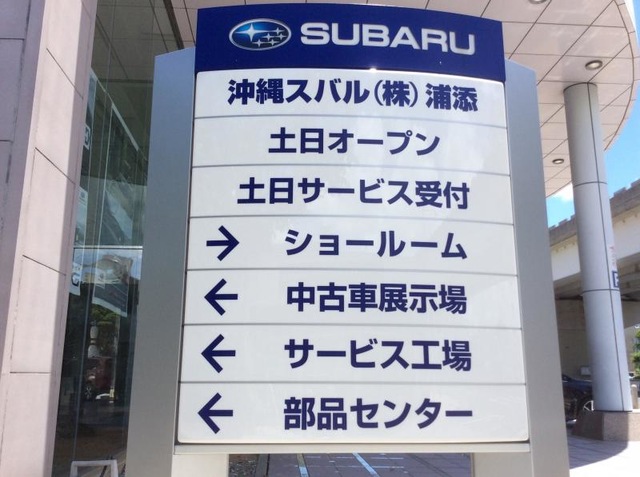 SUBARU
沖縄スバル(株)浦添
土日オープン
土日サービス受付
→ ショールーム
← 中古車展示場
← サービス工場
← 部品センター